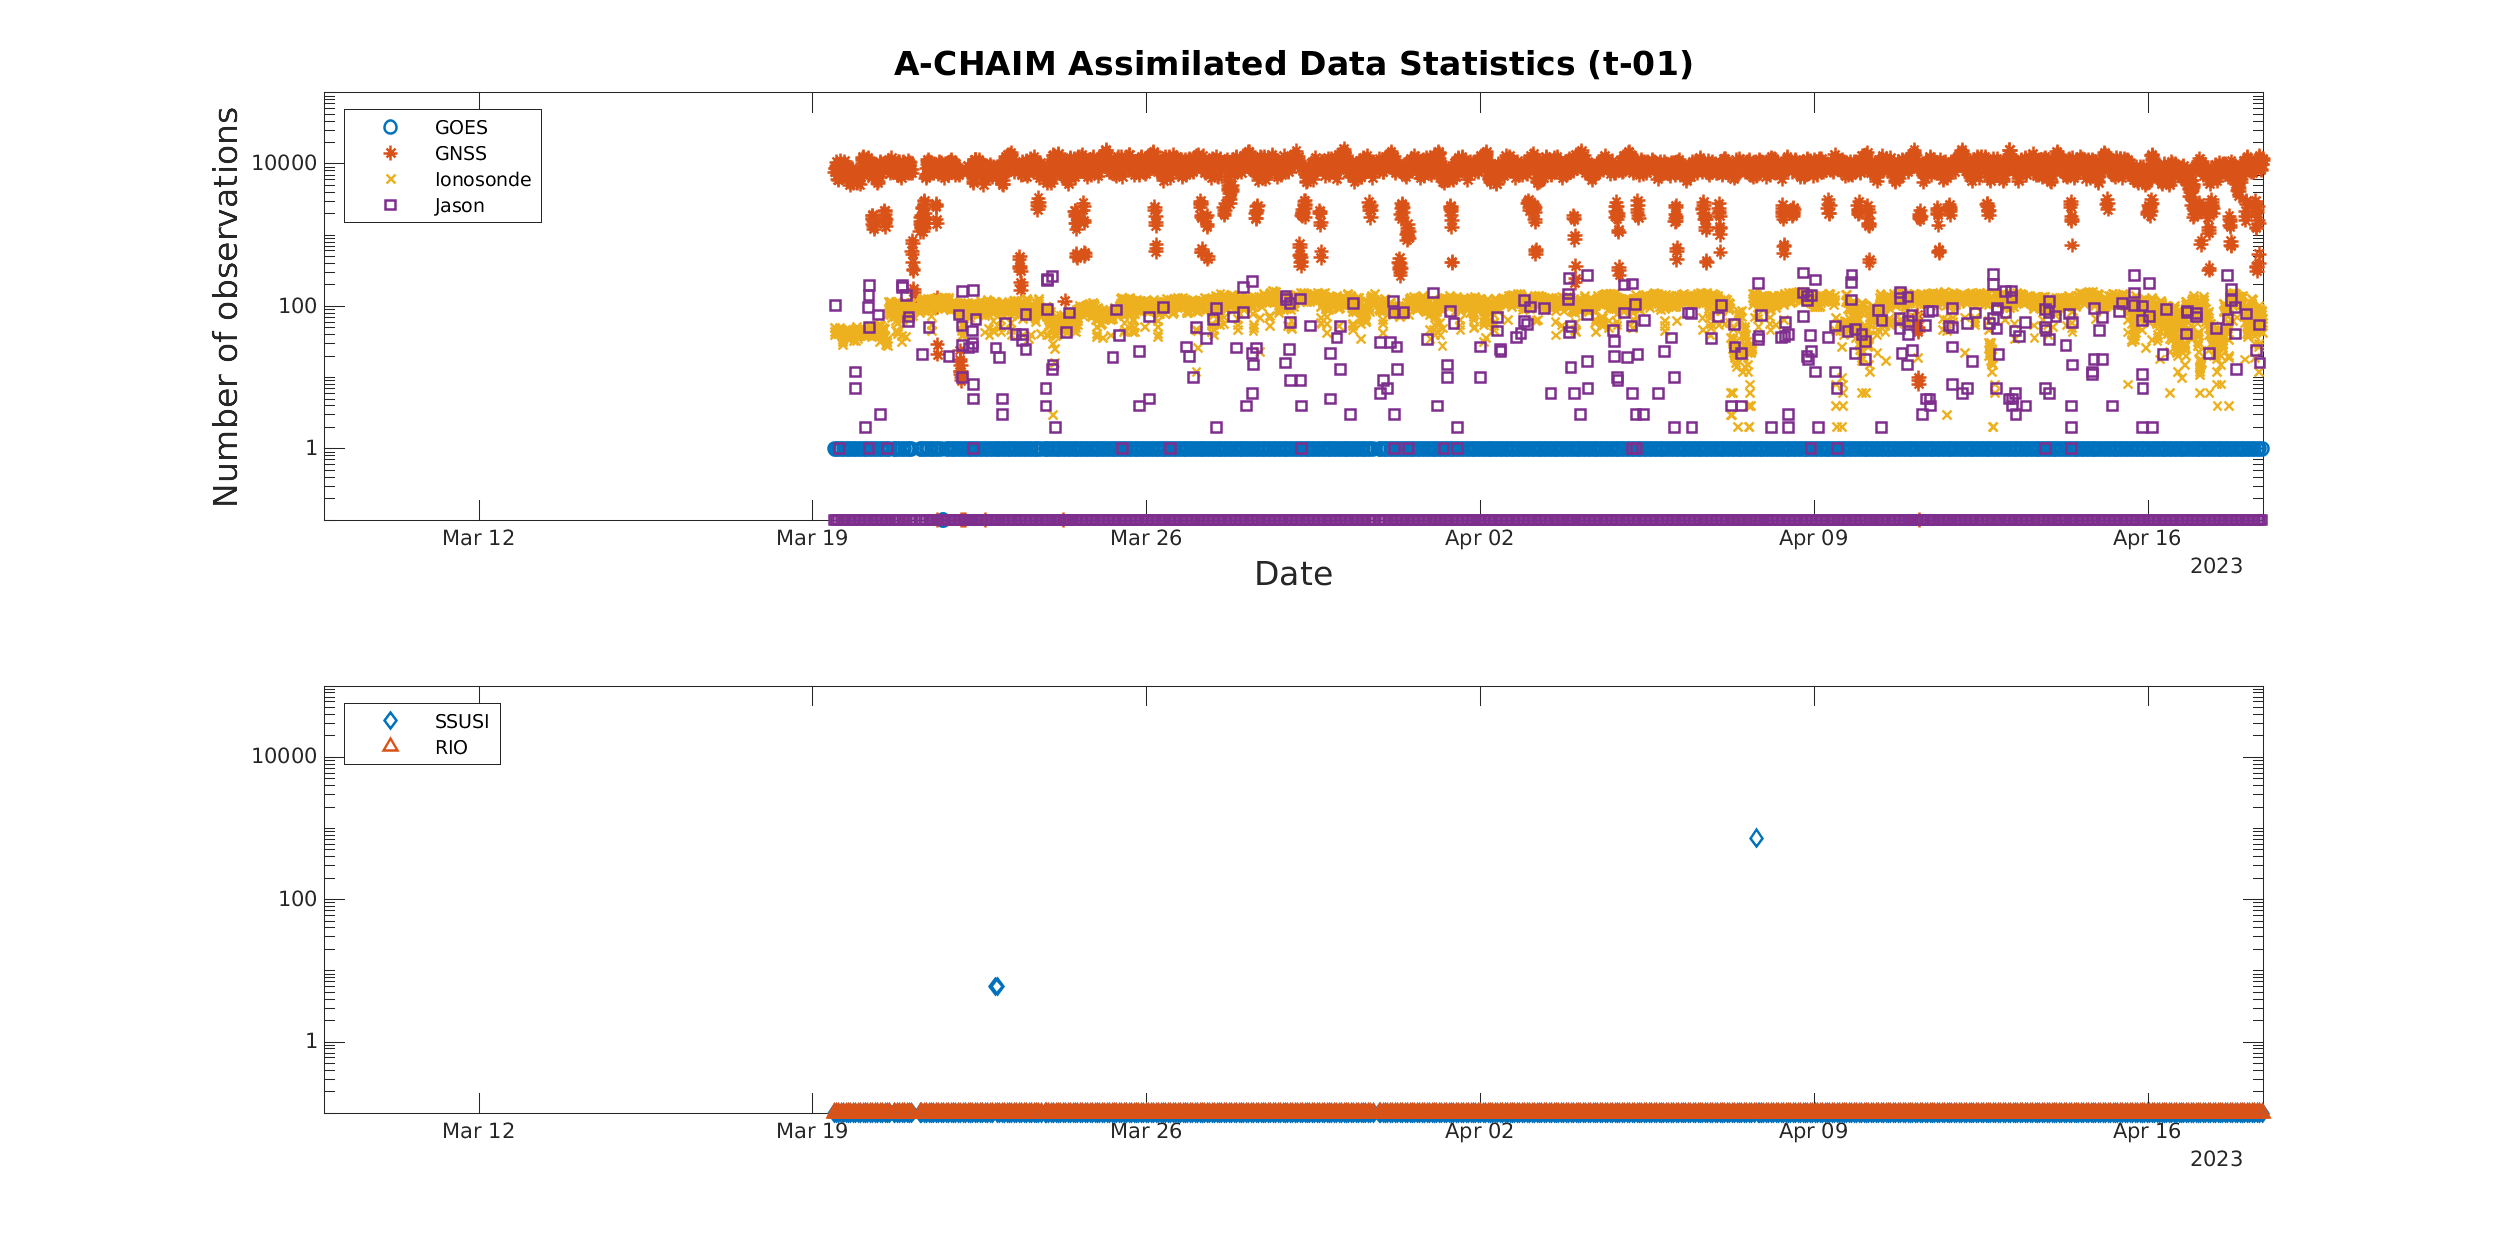 A-CHAIM Assimilated Data Statistics (t-01)
Number of observations
GOES
GNSS
Ionosonde
Jason
10000
100
1
Mar 12 Mar 19 Mar 26 Apr 02 Apr 09 Apr 16
2023
Date
SSUSI
RIO
10000
100
1
Mar 12 Mar 19 Mar 26 Apr 02 Apr 09 Apr 16
2023